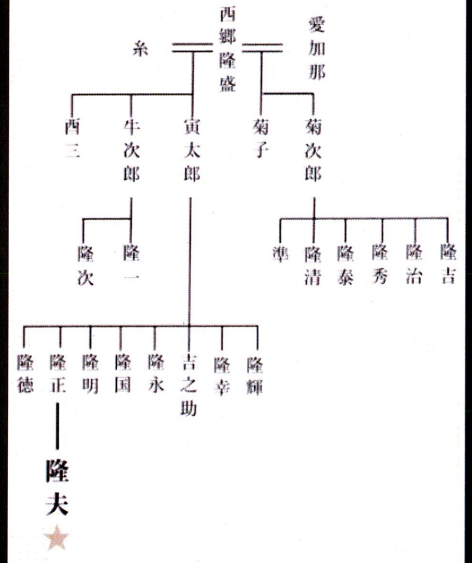 愛加那
西郷隆盛
糸
菊次郎
菊子
寅太郎
牛次郎
酉三
隆吉
隆治
隆秀
隆泰
隆清
準
隆一
隆次
隆輝
隆幸
吉之助
隆永
隆国
隆明
隆正
隆徳
隆夫
★